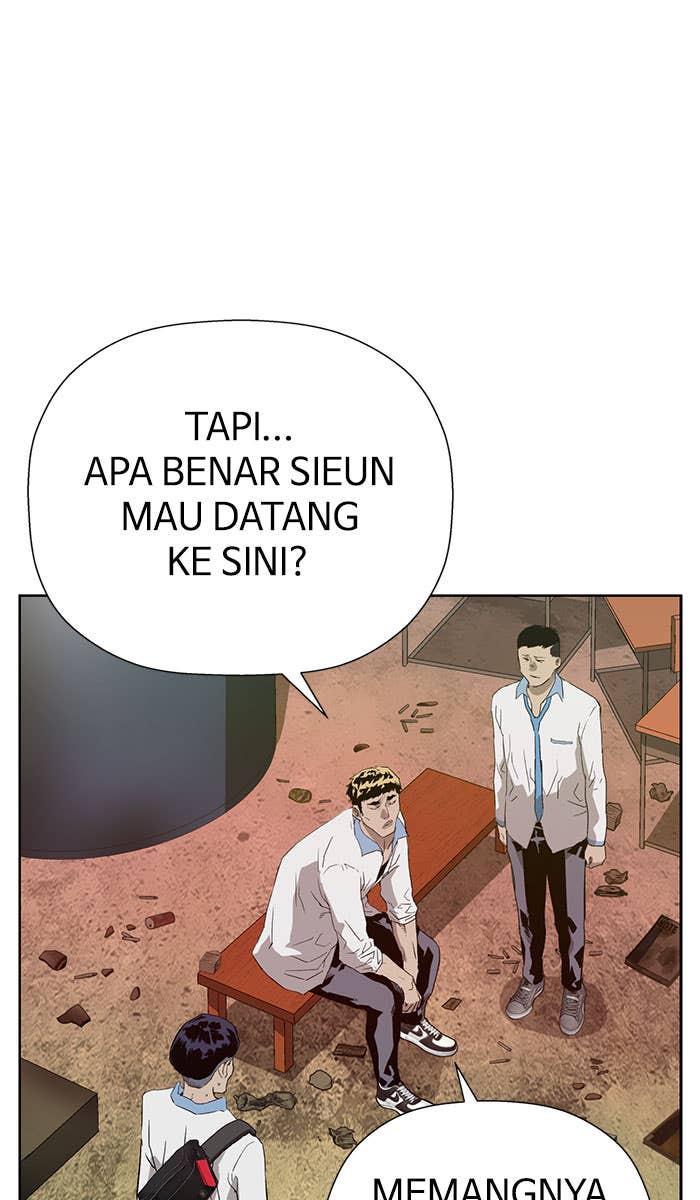 TAPI...
APA BENAR SIEUN
MAU DATANG
KE SINI?
MEMANGNYA